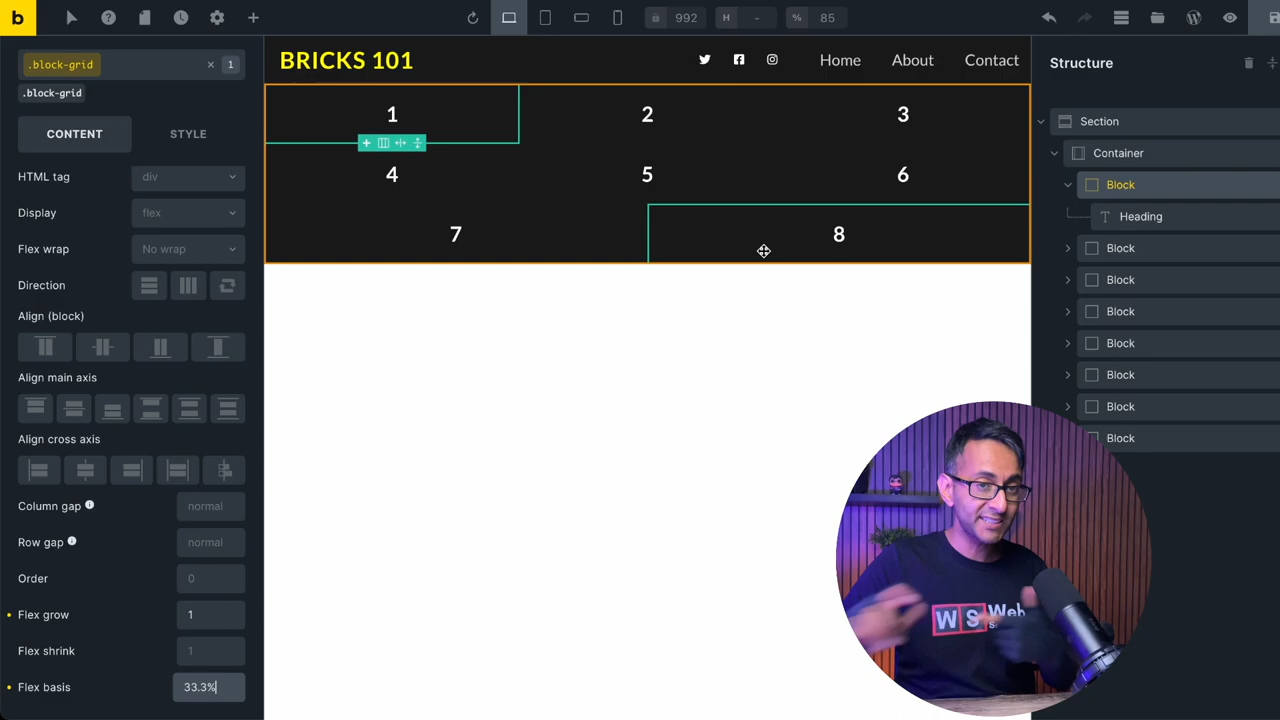 b
992
H
-
%
85
.block-grid
×
1
.block-grid
CONTENT
STYLE
HTML tag
div
Display
flex
Flex wrap
No wrap
Direction
Align (block)
Align main axis
Align cross axis
Column gap
normal
Row gap
normal
Order
0
Flex grow
1
Flex shrink
1
Flex basis
33.3%
BRICKS 101
Home
About
Contact
1
2
3
4
5
6
7
8
Structure
Section
Container
Block
Heading
Block
Block
Block
Block
Block
Block
Block
WS Web